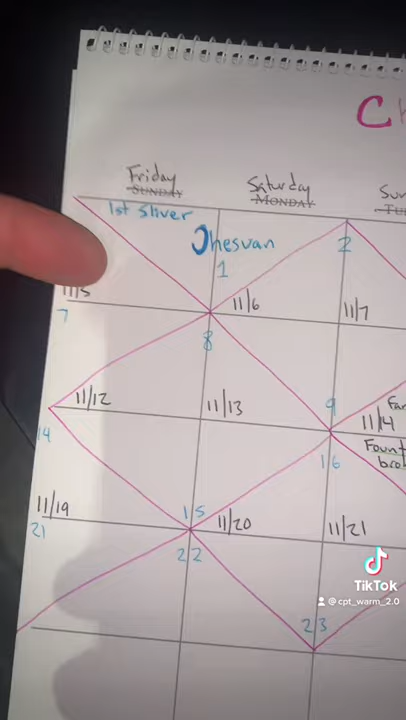 Friday
SUNDAY
Saturday
MONDAY
1st Sliver
Chesvan
1
2
11/5
11/6
11/7
7
8
9
11/12
11/13
11/14
14
15
16
11/19
11/20
11/21
21
22
23
TikTok
@cpt_warm_2.0